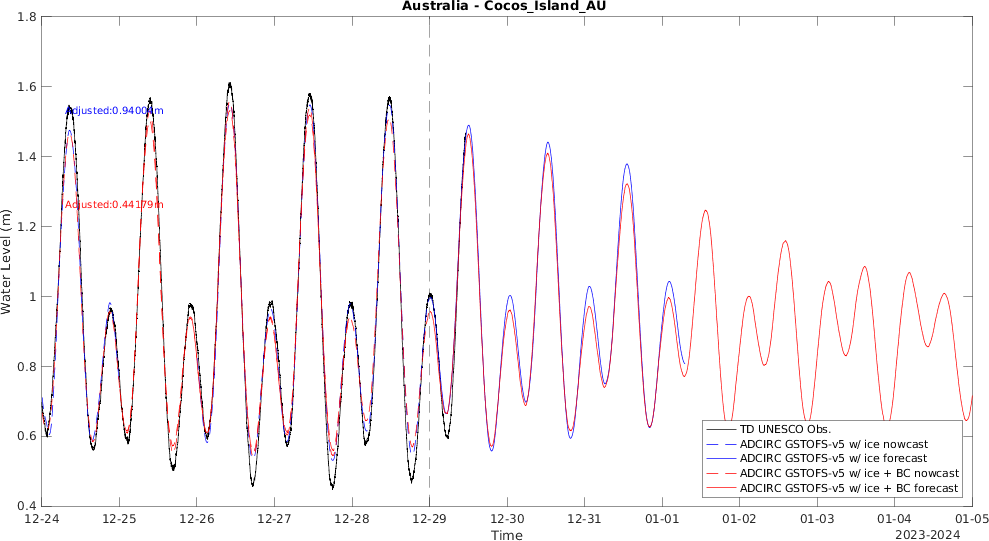 Australia - Cocos_Island_AU
1.8
1.6
1.4
1.2
1
0.8
0.6
0.4
Water Level (m)
Adjusted:0.94004m
Adjusted:0.44179m
12-24
12-25
12-26
12-27
12-28
12-29
12-30
12-31
01-01
01-02
01-03
01-04
01-05
Time
2023-2024
TD UNESCO Obs.
ADCIRC GSTOFS-v5 w/ ice nowcast
ADCIRC GSTOFS-v5 w/ ice forecast
ADCIRC GSTOFS-v5 w/ ice + BC nowcast
ADCIRC GSTOFS-v5 w/ ice + BC forecast